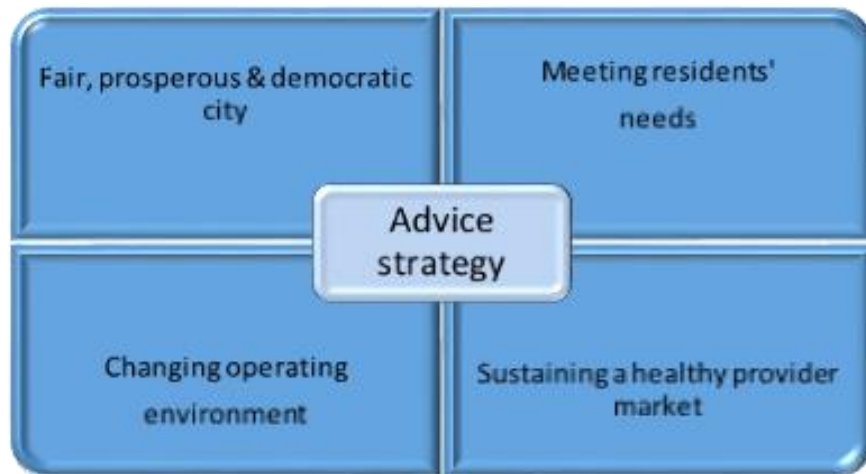 Fair, prosperous & democratic
city
Meeting residents'
needs
Advice
strategy
Changing operating
environment
Sustaining a healthy provider
market